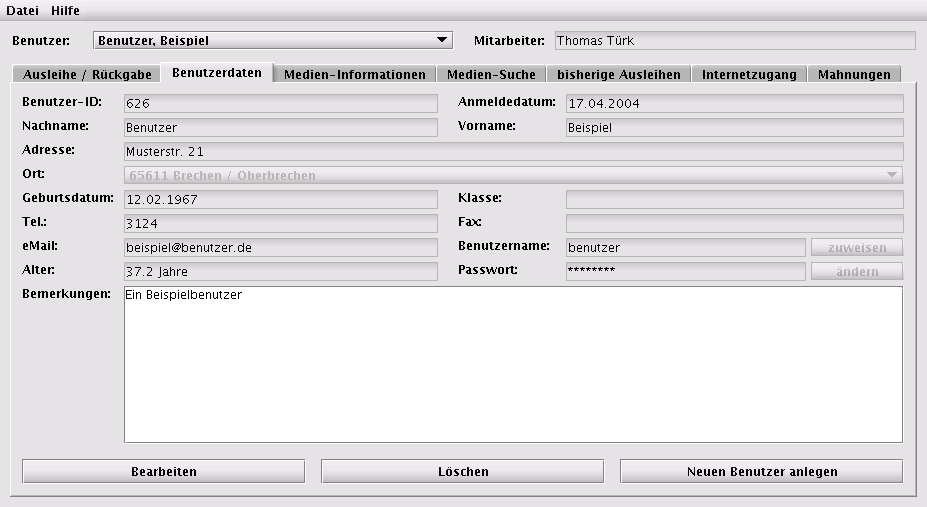 Datei Hilfe
Benutzer: Benutzer, Beispiel Mitarbeiter: Thomas Türk
Ausleihe / Rückgabe Benutzerdaten Medien-Informationen Medien-Suche bisherige Ausleihen Internetzugang Mahnungen
Benutzer-ID: 626 Anmeldedatum: 17.04.2004
Nachname: Benutzer Vorname: Beispiel
Adresse: Musterstr. 21
Ort: 65611 Brechen / Oberbrechen
Geburtsdatum: 12.02.1967 Klasse:
Tel.: 3124 Fax:
eMail: beispiel@benutzer.de Benutzername: benutzer zuweisen
Alter: 37.2 Jahre Passwort: ******** ändern
Bemerkungen: Ein Beispielbenutzer
Bearbeiten Löschen Neuen Benutzer anlegen